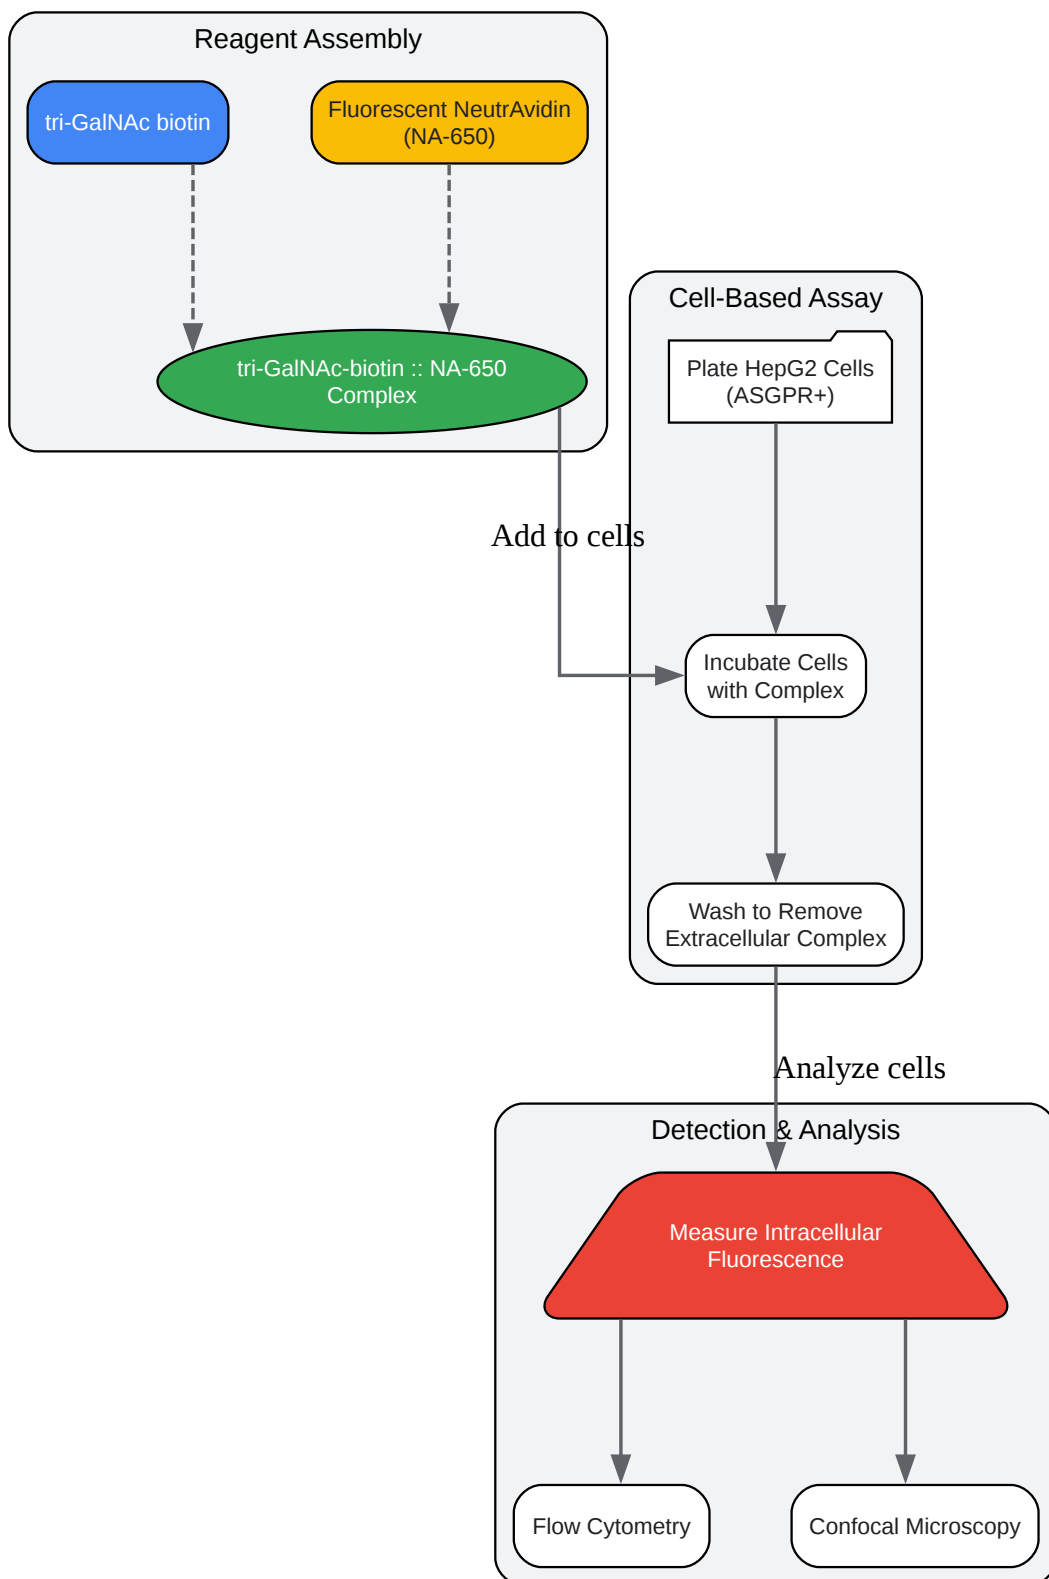 Reagent Assembly
tri-GalNAc biotin
Fluorescent NeutrAvidin
(NA-650)
tri-GalNAc-biotin :: NA-650
Complex
Add to cells
Cell-Based Assay
Plate HepG2 Cells
(ASGPR+)
Incubate Cells
with Complex
Wash to Remove
Extracellular Complex
Analyze cells
Detection & Analysis
Measure Intracellular
Fluorescence
Flow Cytometry
Confocal Microscopy